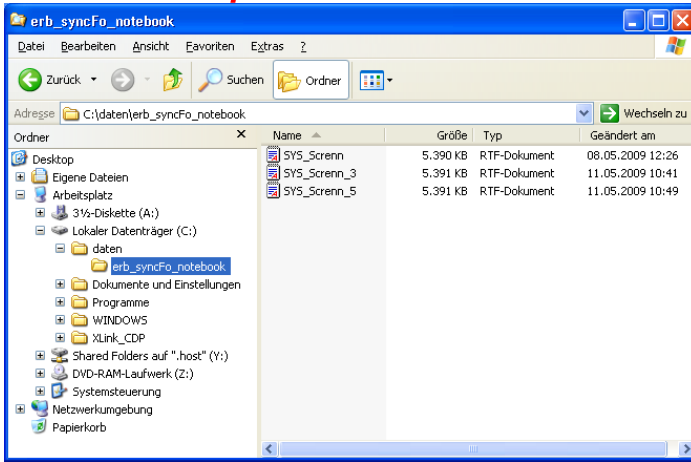 erb_syncFo_notebook
Datei Bearbeiten Ansicht Favoriten Extras ?
Zurück Suchen Ordner
Adresse C:\daten\erb_syncFo_notebook Wechseln zu
Ordner x Name Größe Typ Geändert am
Desktop
Eigene Dateien
Arbeitsplatz
3½-Diskette (A:)
Lokaler Datenträger (C:)
daten
erb_syncFo_notebook
Dokumente und Einstellungen
Programme
WINDOWS
XLink_CDP
Shared Folders auf ".host" (Y:)
DVD-RAM-Laufwerk (Z:)
Systemsteuerung
Netzwerkumgebung
Papierkorb
SYS_Screnn 5.390 KB RTF-Dokument 08.05.2009 12:26
SYS_Screnn_3 5.391 KB RTF-Dokument 11.05.2009 10:41
SYS_Screnn_5 5.391 KB RTF-Dokument 11.05.2009 10:49